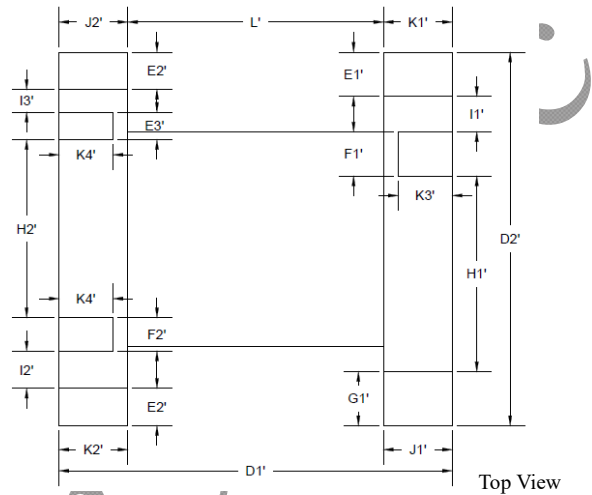 J2' L' K1'
E2' E1'
I3' I1'
E3'
K4' F1'
K3'
H2' D2'
H1'
K4'
F2'
I2'
G1'
E2'
K2' J1'
D1'
Top View